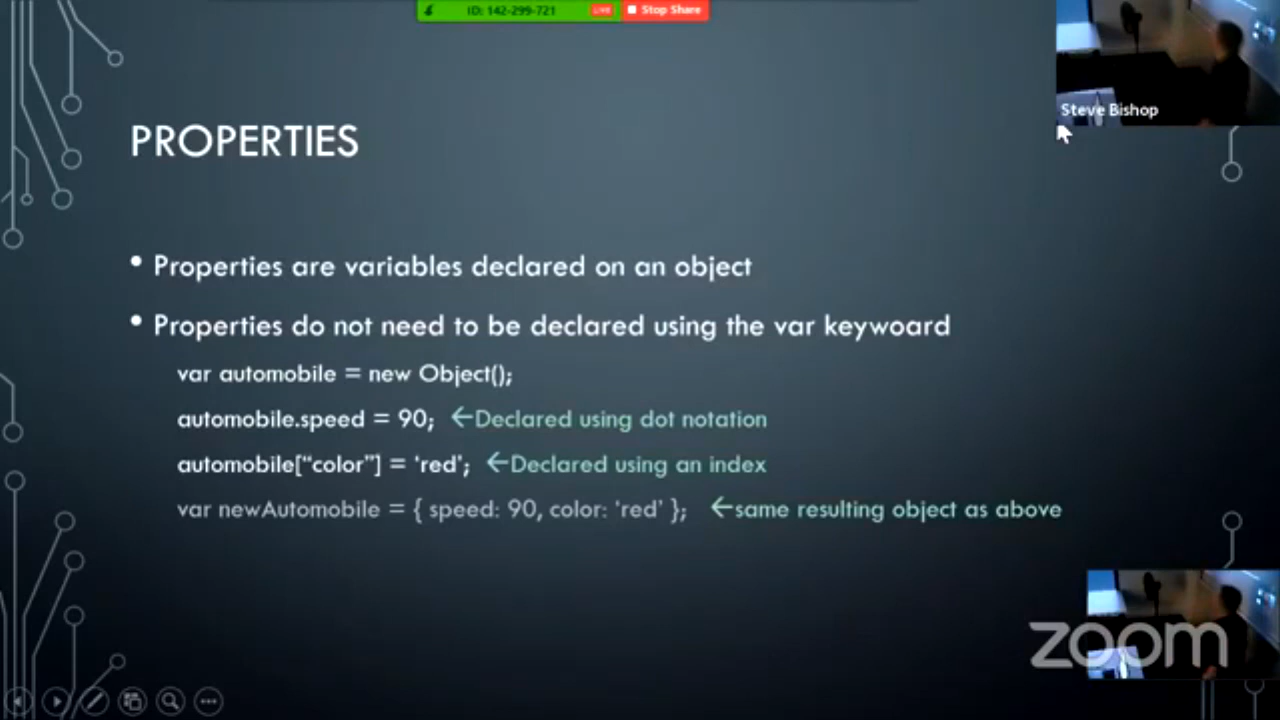 ID: 142-299-721 LIVE Stop Share
Steve Bishop
PROPERTIES
• Properties are variables declared on an object
• Properties do not need to be declared using the var keywoard
var automobile = new Object();
automobile.speed = 90; ←Declared using dot notation
automobile[“color”] = ‘red’; ←Declared using an index
var newAutomobile = { speed: 90, color: ‘red’ }; ←same resulting object as above
zoom